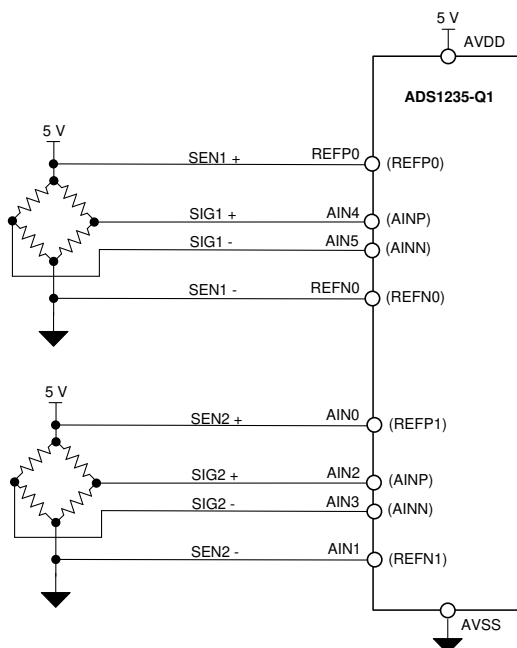 5 V
AVDD
ADS1235-Q1
5 V
SEN1 +
REFP0
(REFP0)
SIG1 +
AIN4
(AINP)
SIG1 -
AIN5
(AINN)
SEN1 -
REFN0
(REFN0)
5 V
SEN2 +
AIN0
(REFP1)
SIG2 +
AIN2
(AINP)
SIG2 -
AIN3
(AINN)
SEN2 -
AIN1
(REFN1)
AVSS